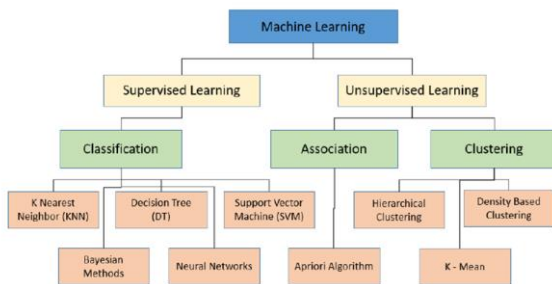 Machine Learning
Supervised Learning
Unsupervised Learning
Classification
Association
Clustering
K Nearest
Neighbor (KNN)
Decision Tree
(DT)
Support Vector
Machine (SVM)
Hierarchical
Clustering
Density Based
Clustering
Bayesian
Methods
Neural Networks
Apriori Algorithm
K - Mean